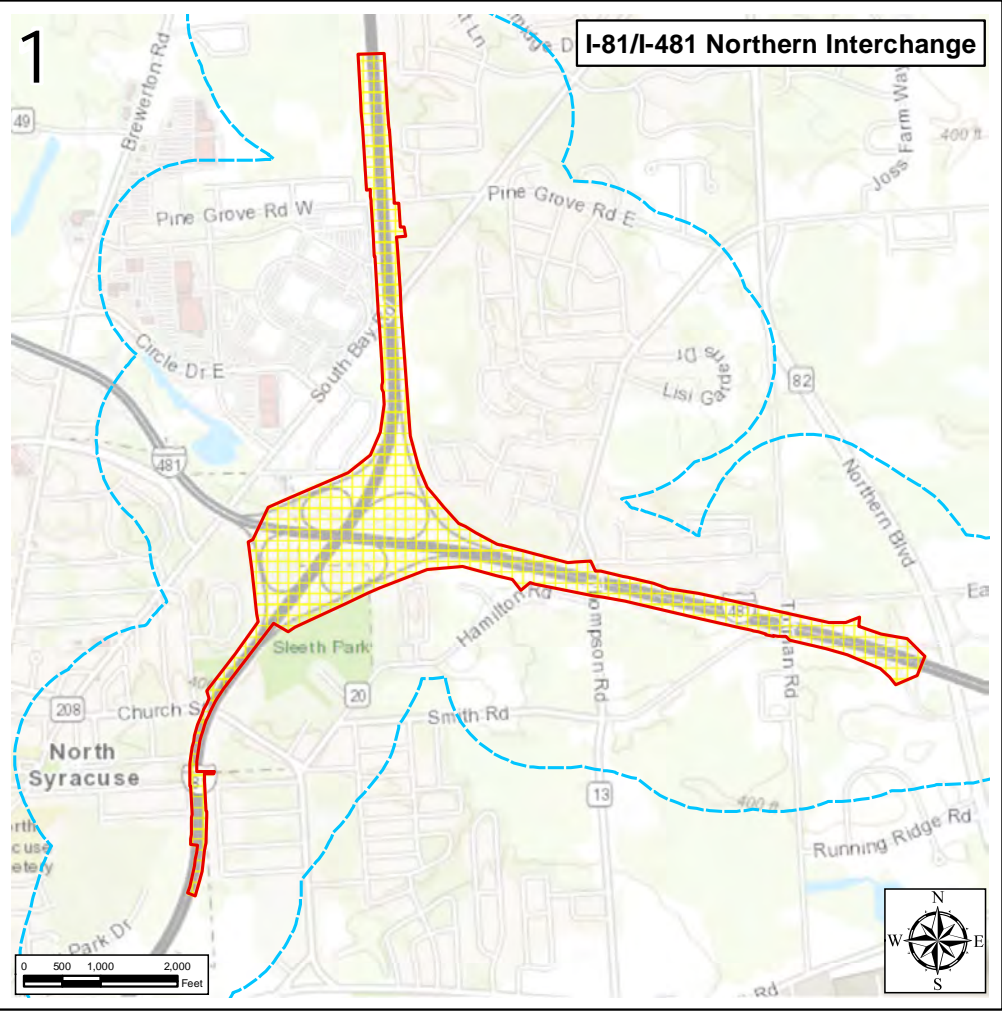 1
I-81/I-481 Northern Interchange
Brewerton Rd
49
Joss Farm Way
400 ft
Pine Grove Rd W
Pine Grove Rd E
South Bay
Circle Dr E
Lisi Gardens Dr
82
481
Northern Blvd
Hamilton Rd
481
Thompson Rd
Sleeth Park
20
208
Church S
Smith Rd
North
Syracuse
13
400 ft
Running Ridge Rd
Park Dr
Rd
N
W E
S
0 500 1,000 2,000
Feet